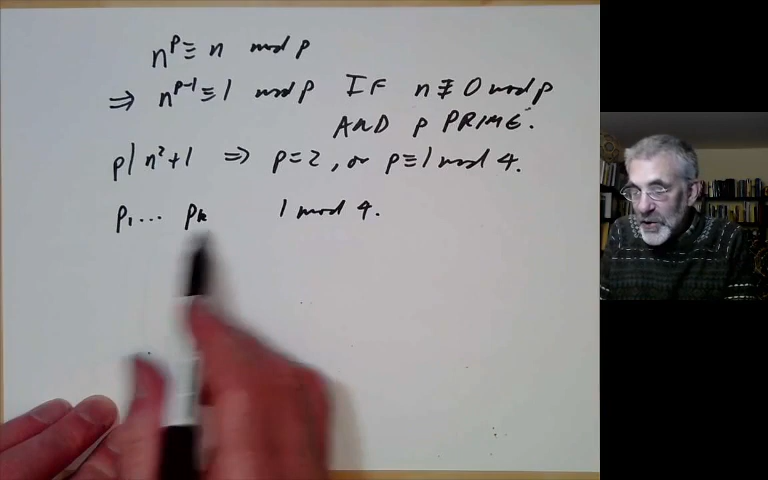 n^p ≡ n mod p
⇒ n^{p-1} ≡ 1 mod p IF n ≢ 0 mod p
AND p PRIME.
p | n²+1 ⇒ p=2, or p≡1 mod 4.
p₁... pₖ 1 mod 4.